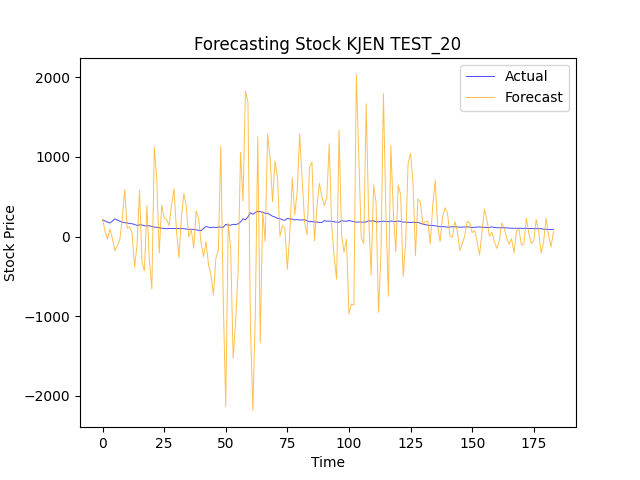 Forecasting Stock KJEN TEST_20
Actual
Forecast
2000
1000
0
−1000
−2000
Stock Price
0 25 50 75 100 125 150 175
Time